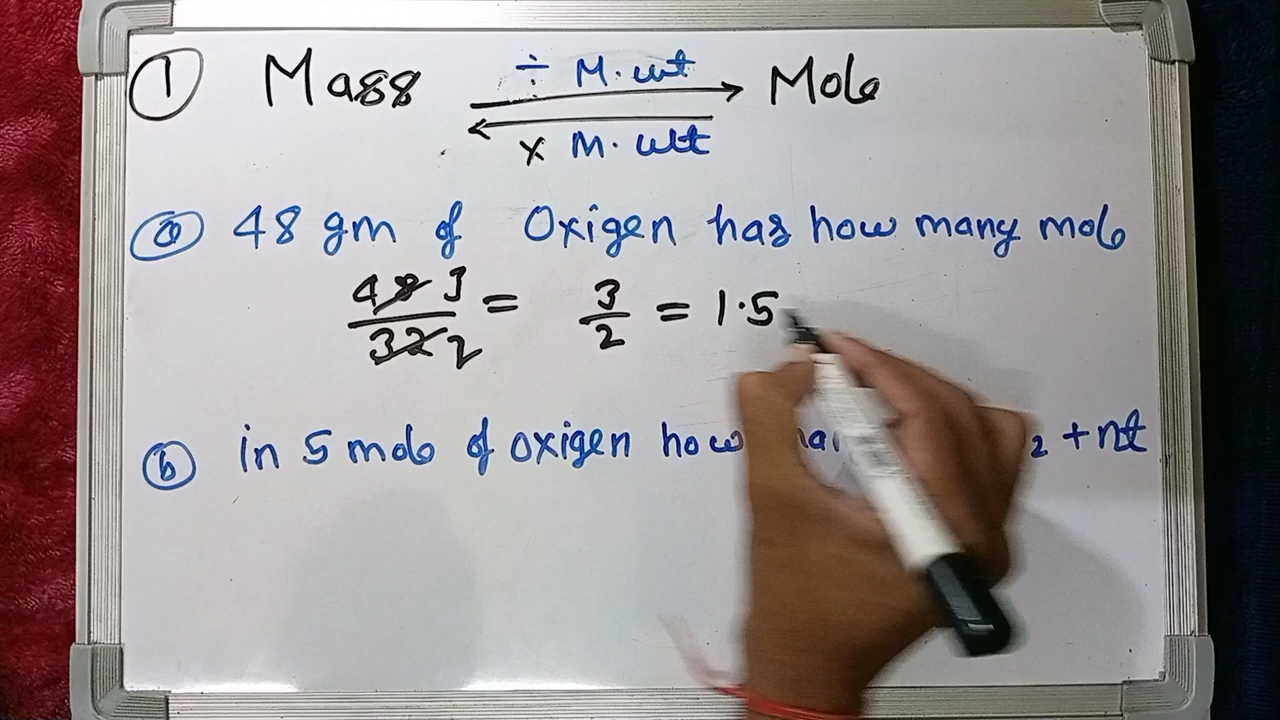 ① Mass ÷ M.wt Mole
× M.wt
ⓐ 48 gm of Oxigen has how many mole
48 3 / 32 2 = 3/2 = 1.5
ⓑ in 5 mole of oxigen how 2 + nt